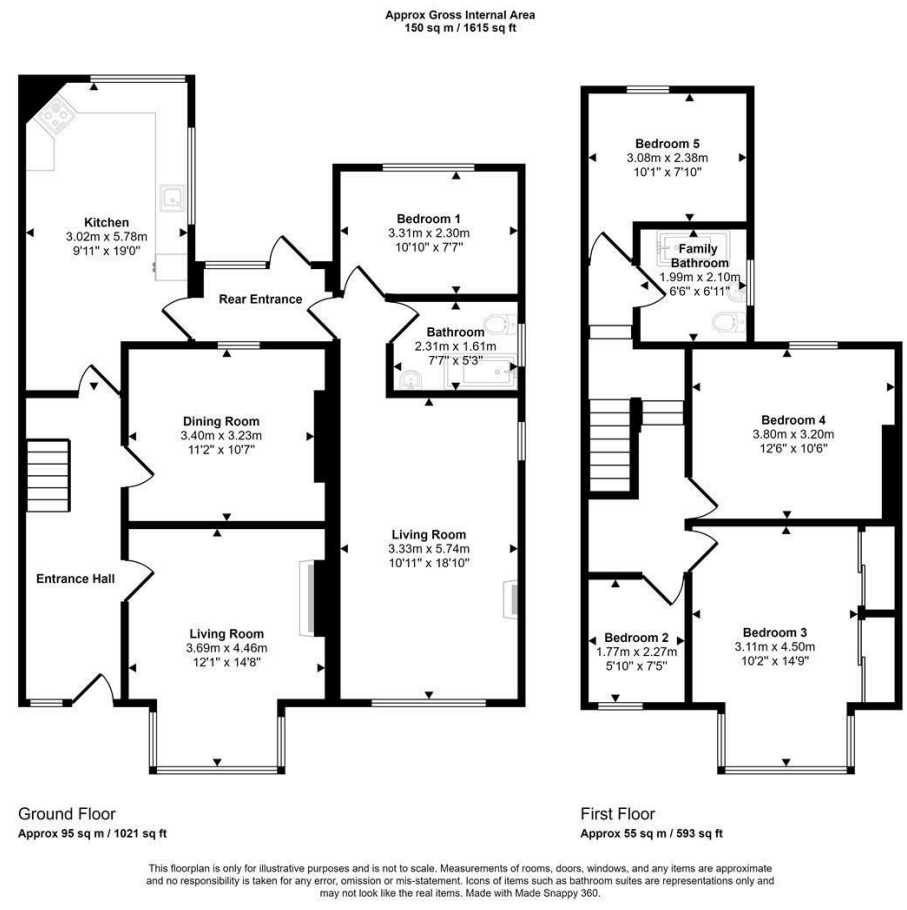 Approx Gross Internal Area
150 sq m / 1615 sq ft
Kitchen
3.02m x 5.78m
9'11" x 19'0"
Bedroom 1
3.31m x 2.30m
10'10" x 7'7"
Rear Entrance
Bathroom
2.31m x 1.61m
7'7" x 5'3"
Dining Room
3.40m x 3.23m
11'2" x 10'7"
Living Room
3.33m x 5.74m
10'11" x 18'10"
Entrance Hall
Living Room
3.69m x 4.46m
12'1" x 14'8"
Ground Floor
Approx 95 sq m / 1021 sq ft
Bedroom 5
3.08m x 2.38m
10'1" x 7'10"
Family
Bathroom
1.99m x 2.10m
6'6" x 6'11"
Bedroom 4
3.80m x 3.20m
12'6" x 10'6"
Bedroom 2
1.77m x 2.27m
5'10" x 7'5"
Bedroom 3
3.11m x 4.50m
10'2" x 14'9"
First Floor
Approx 55 sq m / 593 sq ft
This floorplan is only for illustrative purposes and is not to scale. Measurements of rooms, doors, windows, and any items are approximate
and no responsibility is taken for any error, omission or mis-statement. Icons of items such as bathroom suites are representations only and
may not look like the real items. Made with Made Snappy 360.